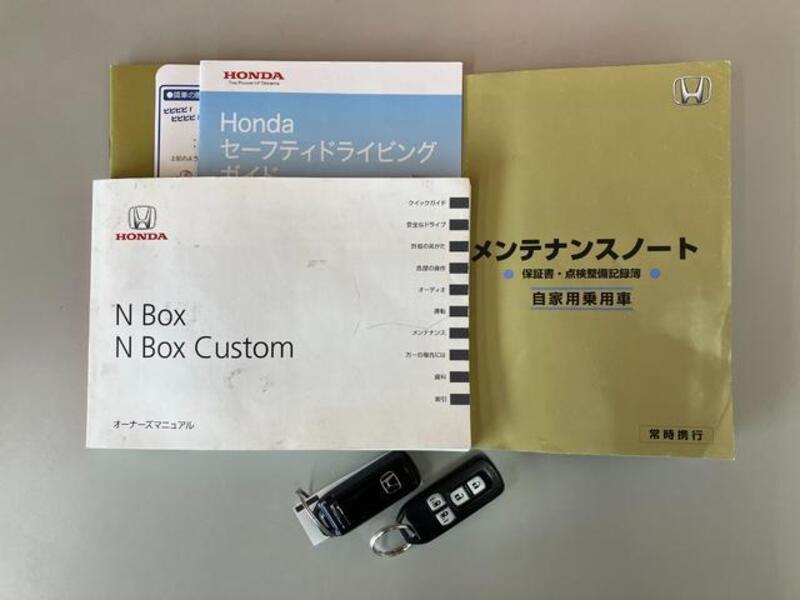 HONDA
The Power of Dreams
Honda
セーフティドライビング
ガイド
HONDA
N Box
N Box Custom
オーナーズマニュアル
クイックガイド
安全なドライブ
計器の見かた
各部の操作
オーディオ
運転
メンテナンス
万一の場合には
資料
索引
メンテナンスノート
保証書・点検整備記録簿
自家用乗用車
常時携行